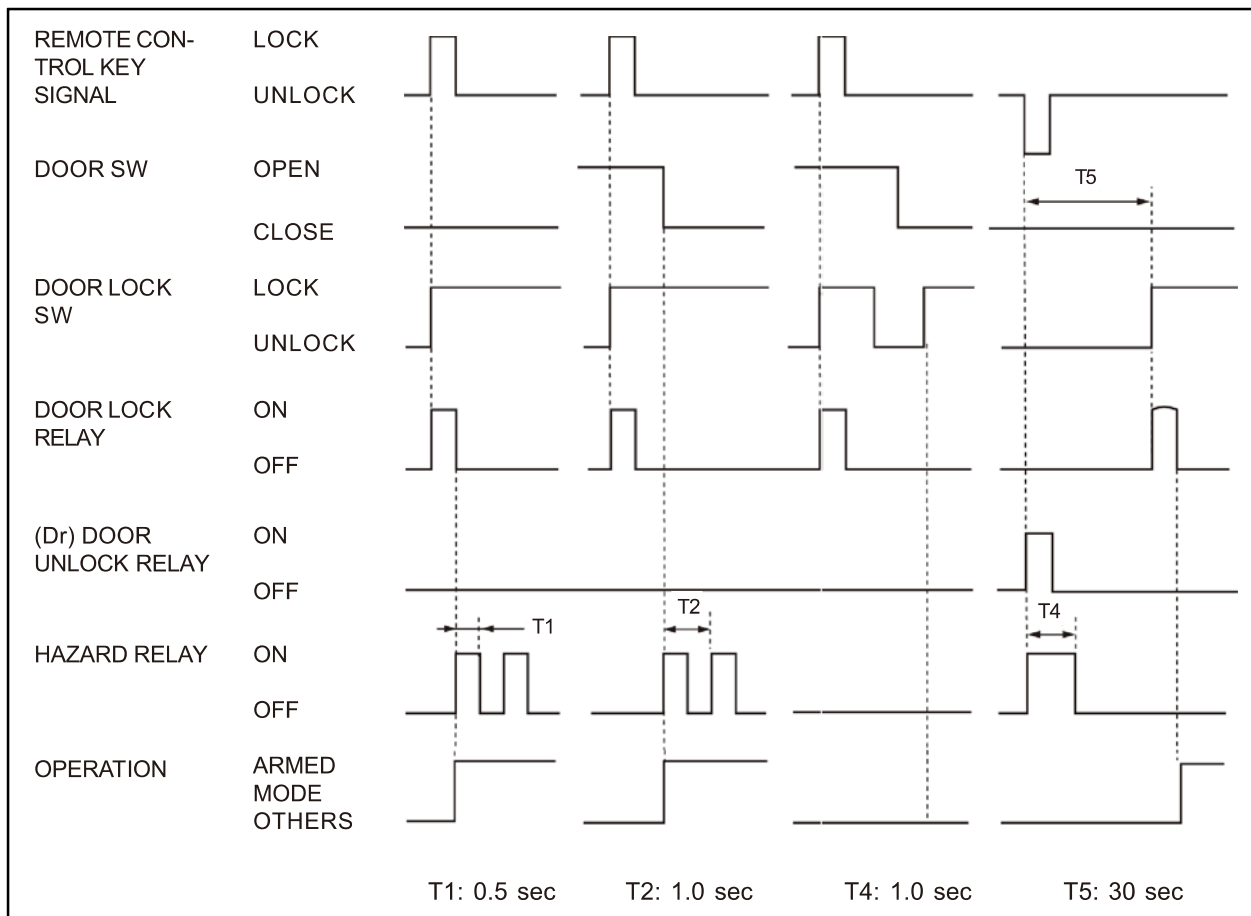 REMOTE CON-
TROL KEY
SIGNAL
LOCK
UNLOCK
DOOR SW
OPEN
CLOSE
T5
DOOR LOCK
SW
LOCK
UNLOCK
DOOR LOCK
RELAY
ON
OFF
(Dr) DOOR
UNLOCK RELAY
ON
OFF
T1
T2
T4
HAZARD RELAY
ON
OFF
OPERATION
ARMED
MODE
OTHERS
T1: 0.5 sec
T2: 1.0 sec
T4: 1.0 sec
T5: 30 sec